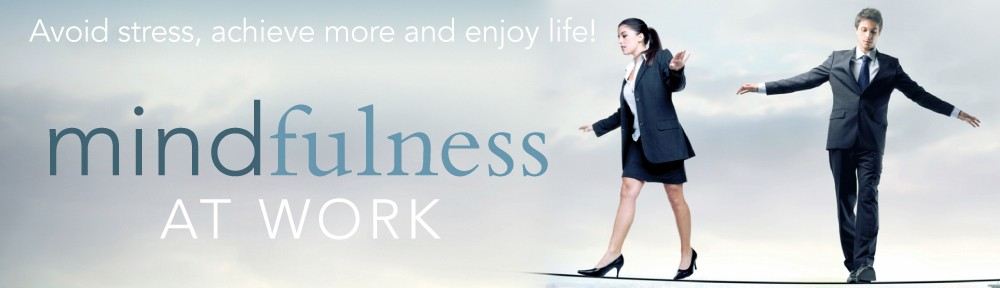 Avoid stress, achieve more and enjoy life!
mindfulness
AT WORK